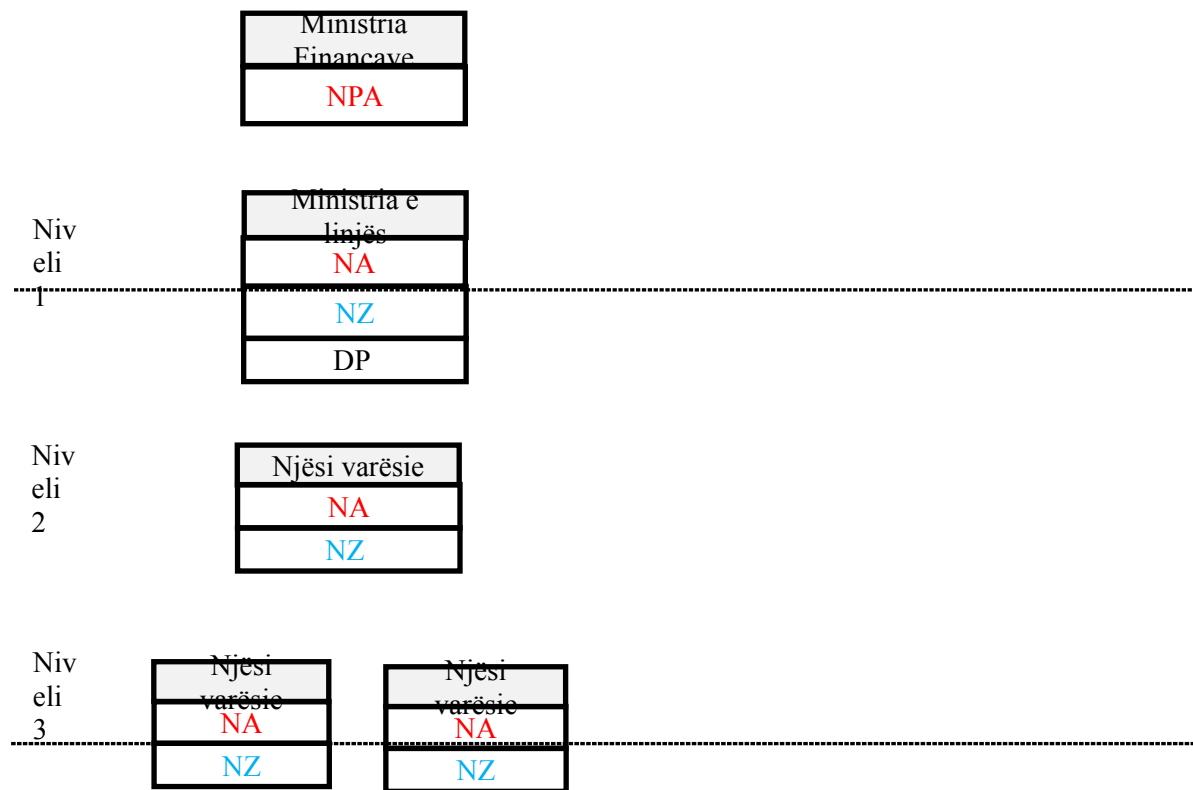 Ministria
Financave
NPA
Niv
eli
1
Ministria e
linjës
NA
NZ
DP
Niv
eli
2
Njësi varësie
NA
NZ
Niv
eli
3
Njësi
varësie
NA
NZ
Njësi
varësie
NA
NZ